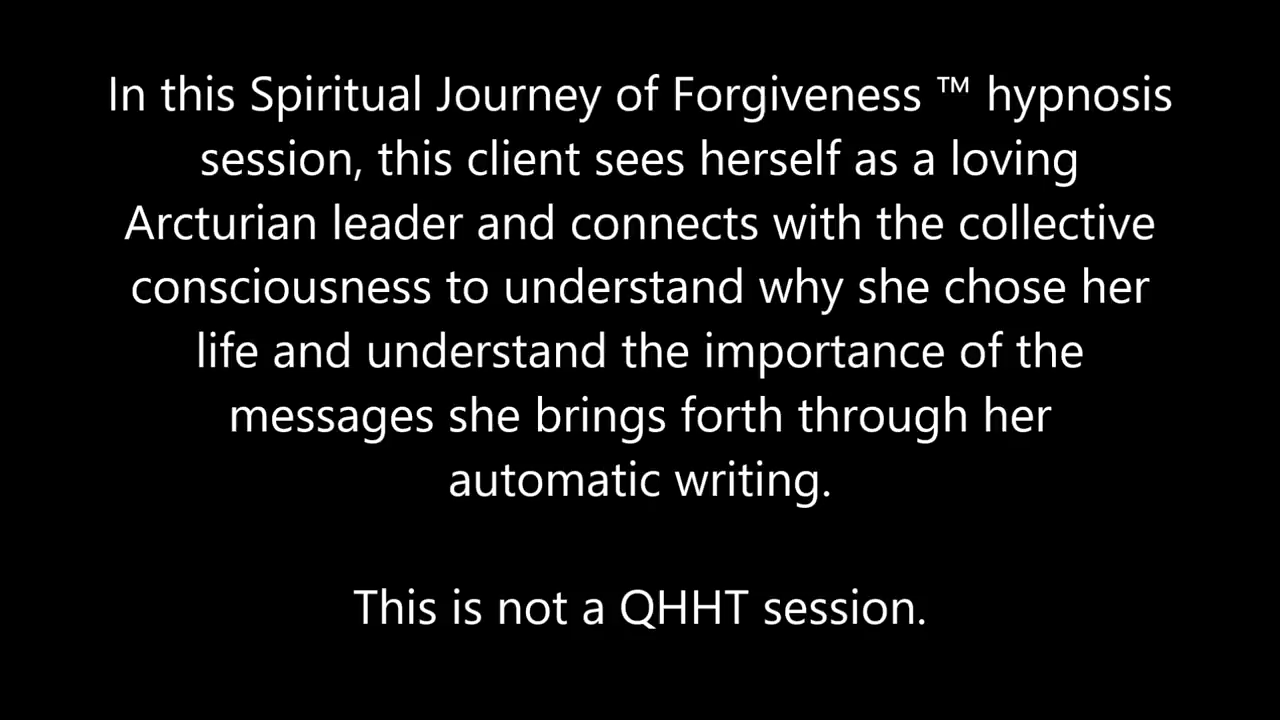 In this Spiritual Journey of Forgiveness ™ hypnosis
session, this client sees herself as a loving
Arcturian leader and connects with the collective
consciousness to understand why she chose her
life and understand the importance of the
messages she brings forth through her
automatic writing.
This is not a QHHT session.